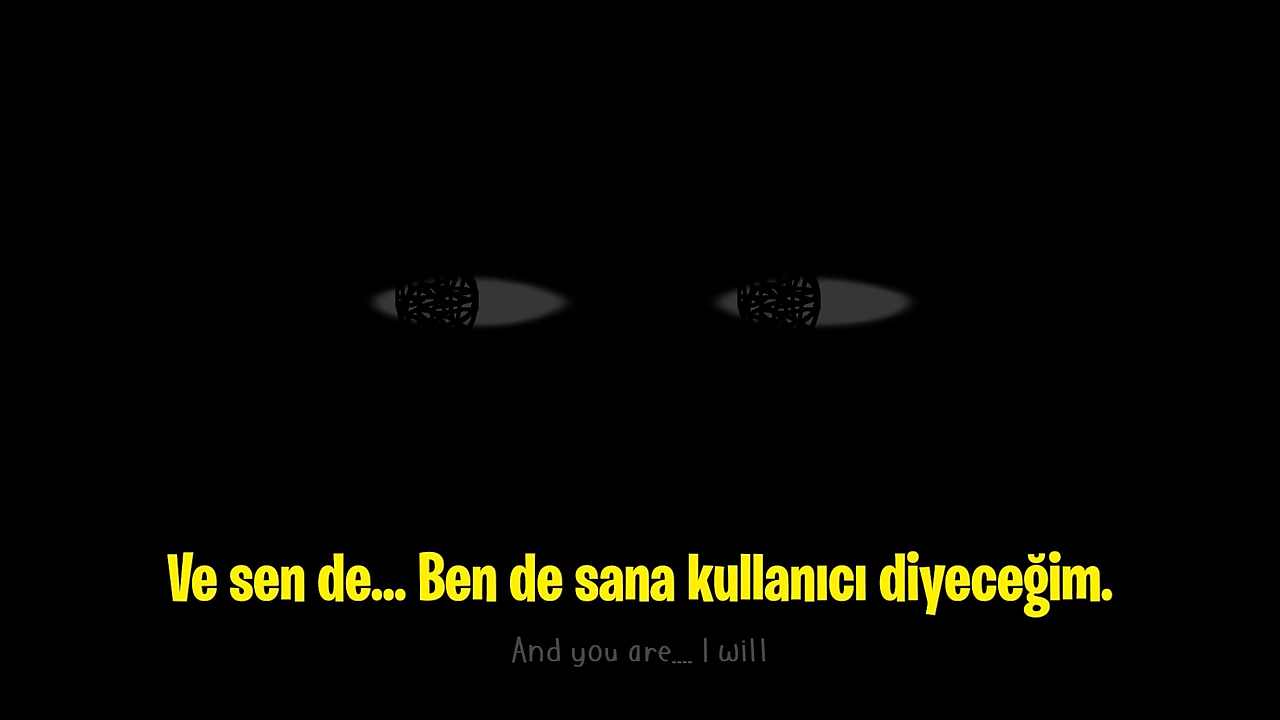 Ve sen de... Ben de sana kullanıcı diyeceğim.
And you are.... I will